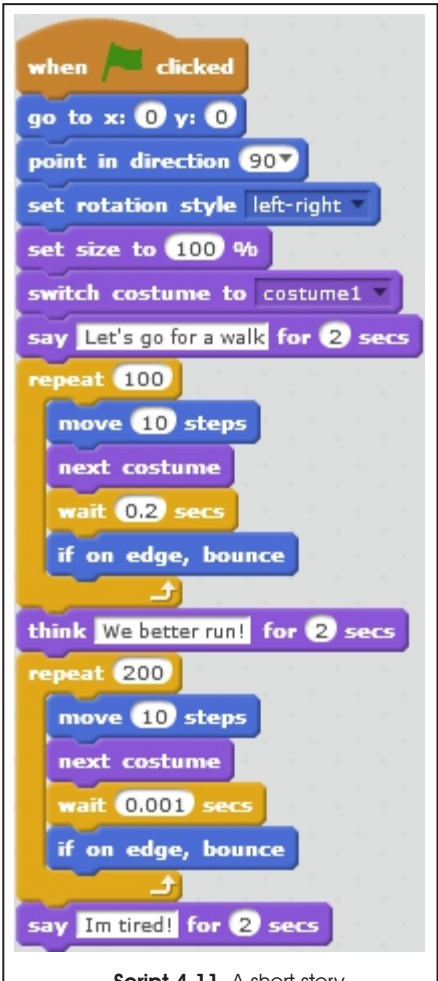 when clicked
go to x: 0 y: 0
point in direction 90
set rotation style left-right
set size to 100 %
switch costume to costume1
say Let's go for a walk for 2 secs
repeat 100
move 10 steps
next costume
wait 0.2 secs
if on edge, bounce
think We better run! for 2 secs
repeat 200
move 10 steps
next costume
wait 0.001 secs
if on edge, bounce
say Im tired! for 2 secs
Script 4.11 A short story